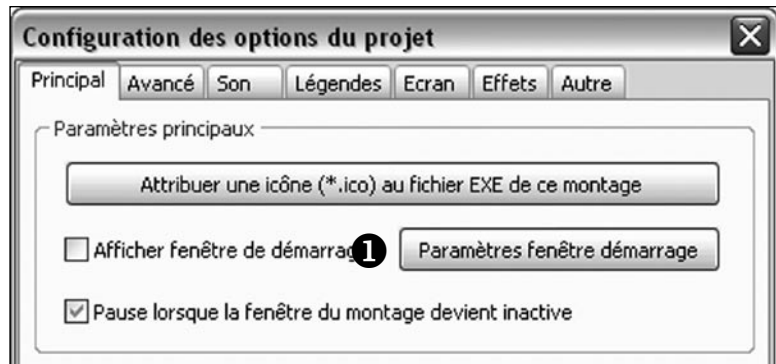 Configuration des options du projet
Principal Avancé Son Légendes Ecran Effets Autre
Paramètres principaux
Attribuer une icône (*.ico) au fichier EXE de ce montage
Afficher fenêtre de démarrag ❶ Paramètres fenêtre démarrage
Pause lorsque la fenêtre du montage devient inactive